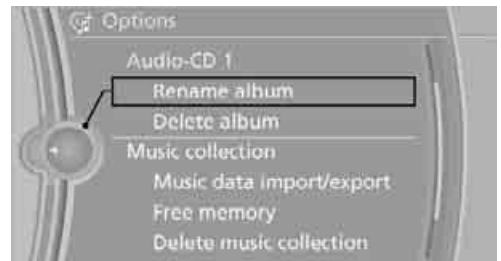 Options
Audio-CD 1
Rename album
Delete album
Music collection
Music data import/export
Free memory
Delete music collection